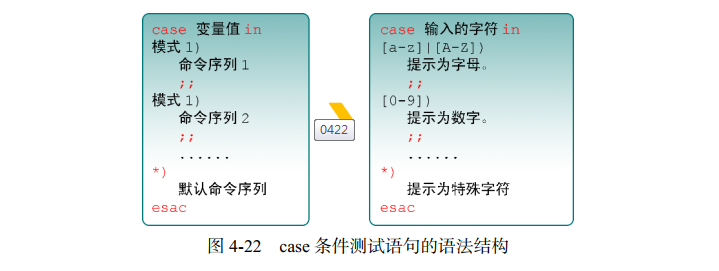 case 变量值 in
模式 1)
命令序列 1
;;
模式 1)
命令序列 2
;;
......
*)
默认命令序列
esac
0422
case 输入的字符 in
[a-z]|[A-Z])
提示为字母。
;;
[0-9])
提示为数字。
;;
......
*)
提示为特殊字符
esac
图 4-22 case 条件测试语句的语法结构